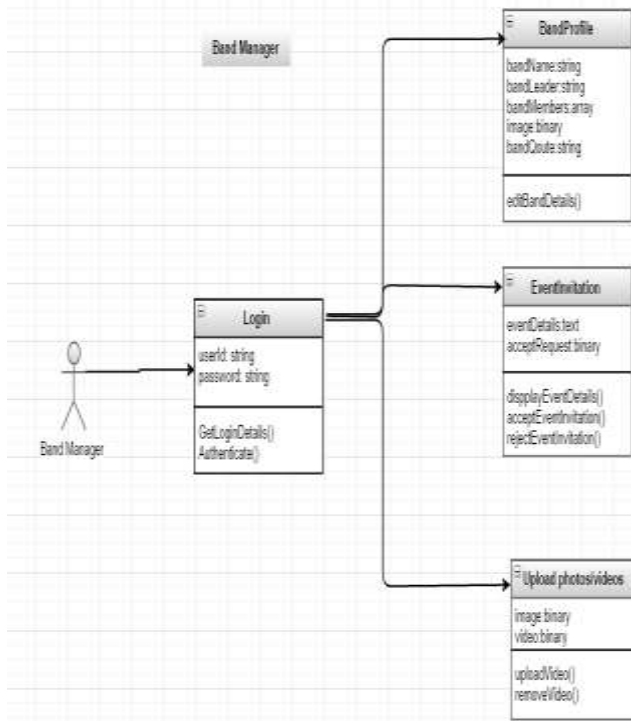 Band Manager
BandProfile
bandName:string
bandLeader:string
bandMembers:array
image:binary
bandQoute:string
editBandDetails()
EventInvitation
eventDetails:text
acceptRequest:binary
dispplayEventDetails()
acceptEventInvitation()
rejectEventInvitation()
Login
userId: string
password: string
GetLoginDetails()
Authenticate()
Band Manager
Upload photos/videos
image:binary
video:binary
uploadVideo()
removeVideo()